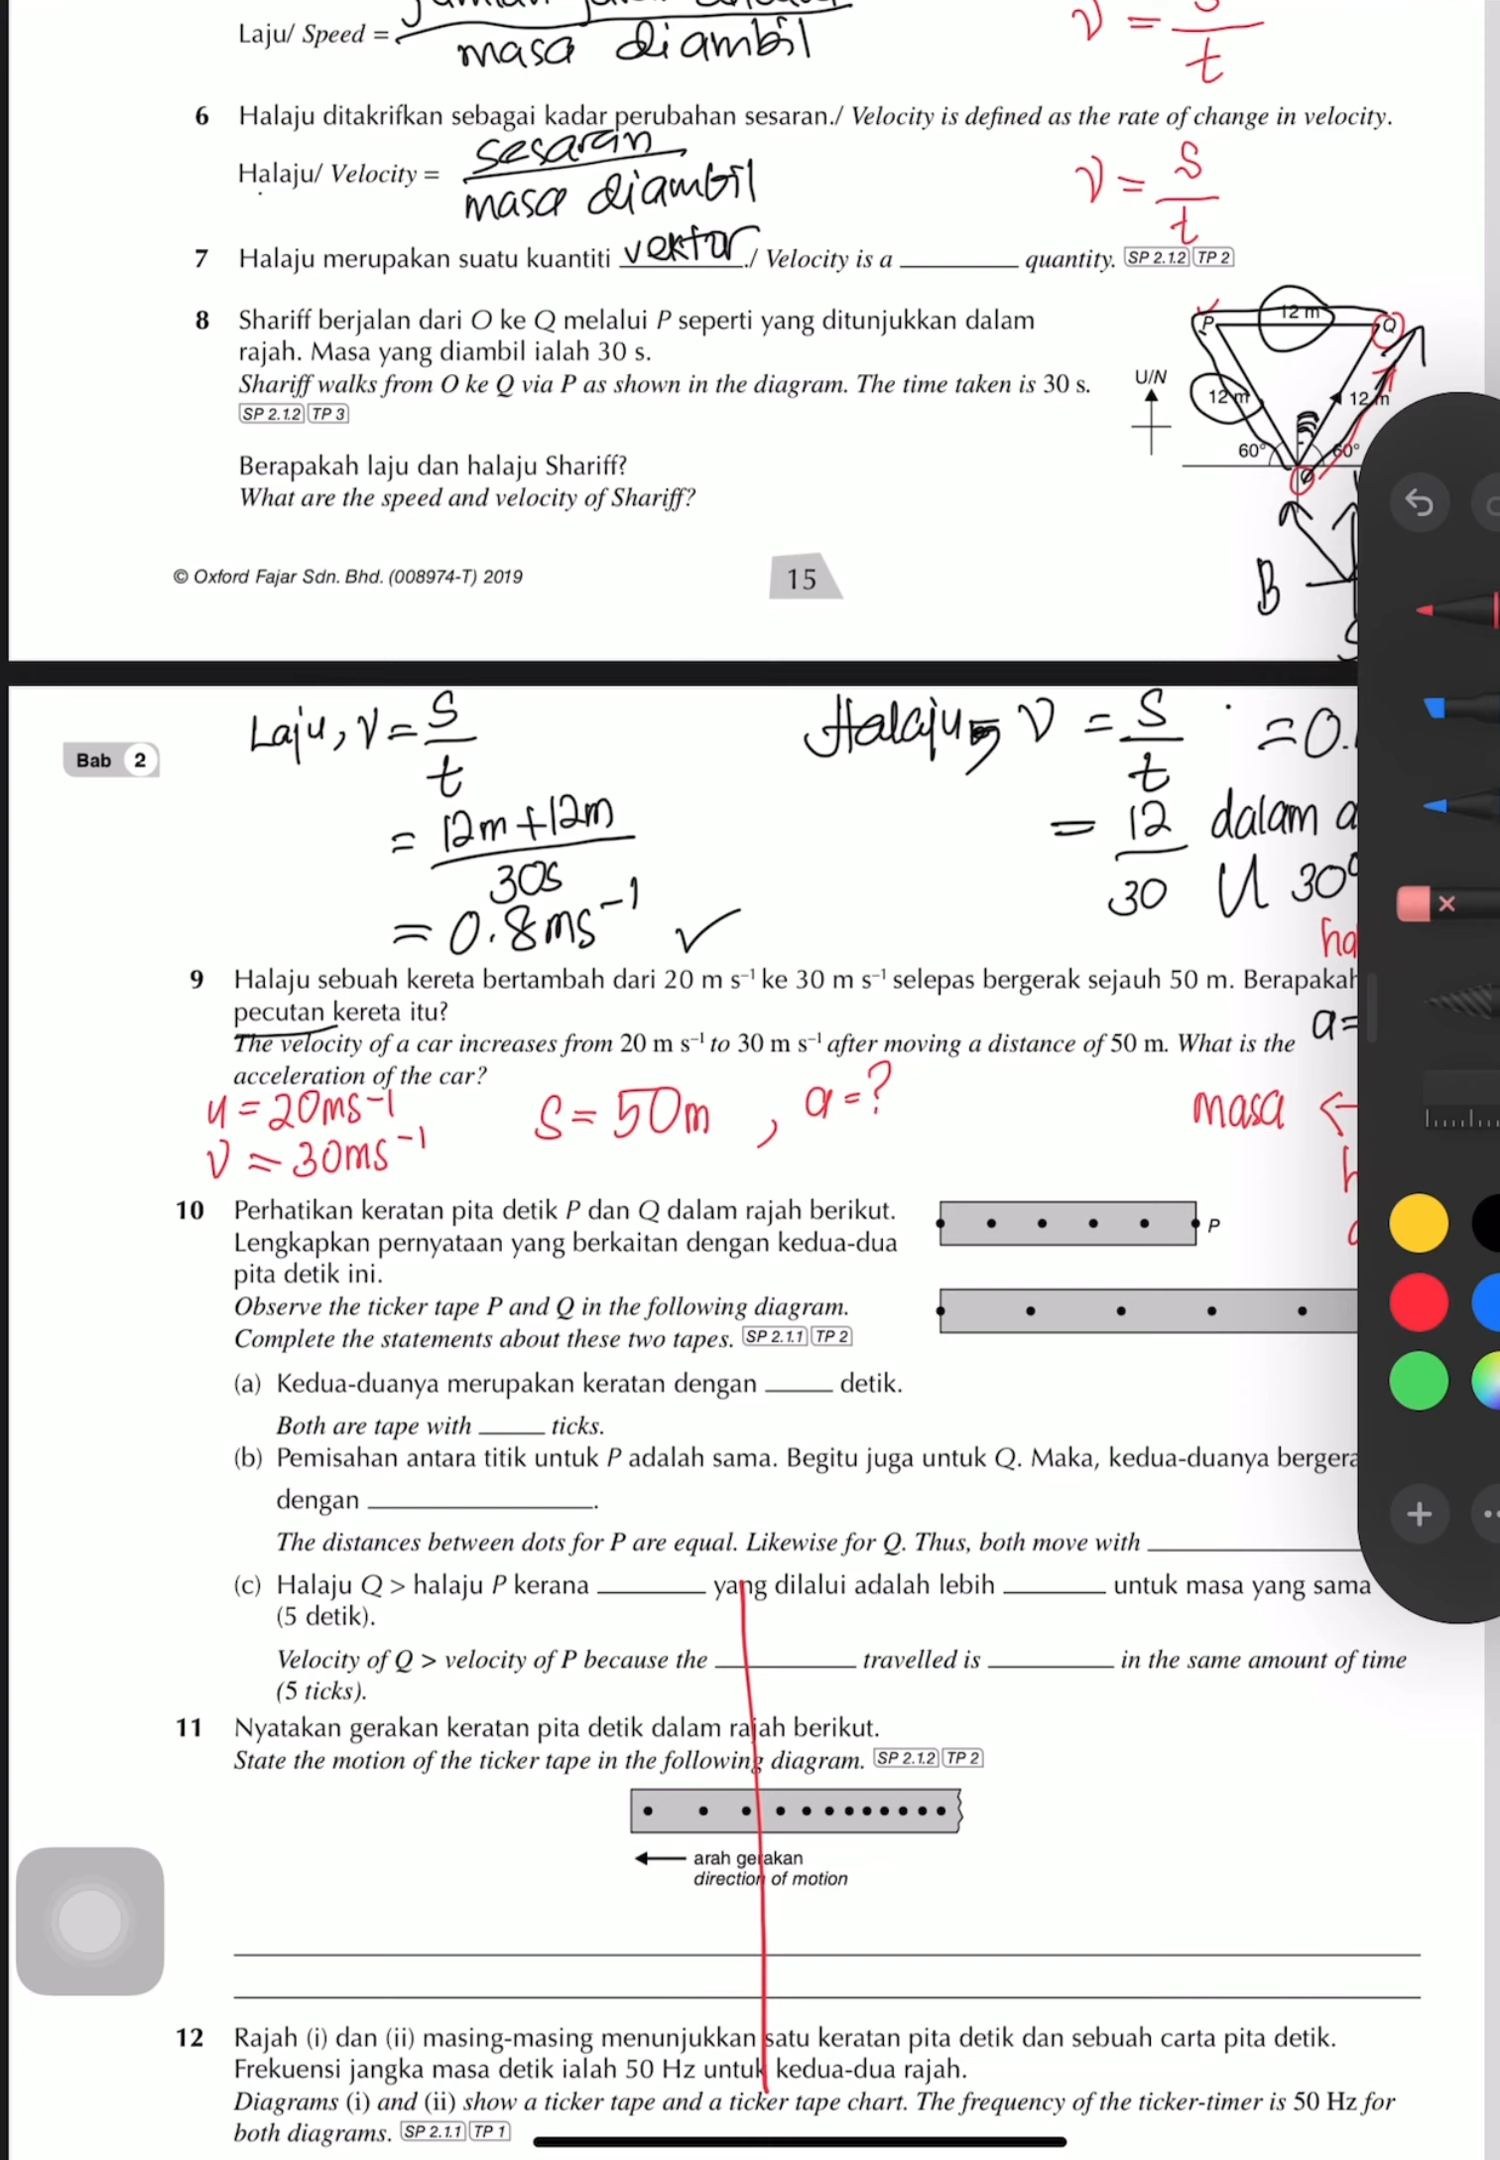 Laju/ Speed =
masa diambil
v = s
t
6 Halaju ditakrifkan sebagai kadar perubahan sesaran./ Velocity is defined as the rate of change in velocity.
Halaju/ Velocity = sesaran
masa diambil
v = s
t
7 Halaju merupakan suatu kuantiti vektor./ Velocity is a ________ quantity. SP 2.1.2 TP 2
8 Shariff berjalan dari O ke Q melalui P seperti yang ditunjukkan dalam
rajah. Masa yang diambil ialah 30 s.
Shariff walks from O ke Q via P as shown in the diagram. The time taken is 30 s.
SP 2.1.2 TP 3
Berapakah laju dan halaju Shariff?
What are the speed and velocity of Shariff?
P 12 m Q
U/N
12 m 12 m
60° 60°
B
© Oxford Fajar Sdn. Bhd. (008974-T) 2019 15
Bab 2
Laju, v = s
t
= 12m + 12m
30s
= 0.8ms⁻¹ ✓
Halaju, v = s
t
= 12
30
= 0.
dalam a
U 30°
9 Halaju sebuah kereta bertambah dari 20 m s⁻¹ ke 30 m s⁻¹ selepas bergerak sejauh 50 m. Berapakah
pecutan kereta itu?
The velocity of a car increases from 20 m s⁻¹ to 30 m s⁻¹ after moving a distance of 50 m. What is the
acceleration of the car?
a =
u = 20ms⁻¹ s = 50m , a = ?
v = 30ms⁻¹
masa ←
10 Perhatikan keratan pita detik P dan Q dalam rajah berikut.
Lengkapkan pernyataan yang berkaitan dengan kedua-dua
pita detik ini.
Observe the ticker tape P and Q in the following diagram.
Complete the statements about these two tapes. SP 2.1.1 TP 2
P
(a) Kedua-duanya merupakan keratan dengan _____ detik.
Both are tape with _____ ticks.
(b) Pemisahan antara titik untuk P adalah sama. Begitu juga untuk Q. Maka, kedua-duanya bergera
dengan ________________.
The distances between dots for P are equal. Likewise for Q. Thus, both move with ________________
(c) Halaju Q > halaju P kerana ________ yang dilalui adalah lebih ________ untuk masa yang sama
(5 detik).
Velocity of Q > velocity of P because the __________ travelled is _________ in the same amount of time
(5 ticks).
11 Nyatakan gerakan keratan pita detik dalam rajah berikut.
State the motion of the ticker tape in the following diagram. SP 2.1.2 TP 2
arah gerakan
direction of motion
12 Rajah (i) dan (ii) masing-masing menunjukkan satu keratan pita detik dan sebuah carta pita detik.
Frekuensi jangka masa detik ialah 50 Hz untuk kedua-dua rajah.
Diagrams (i) and (ii) show a ticker tape and a ticker tape chart. The frequency of the ticker-timer is 50 Hz for
both diagrams. SP 2.1.1 TP 1